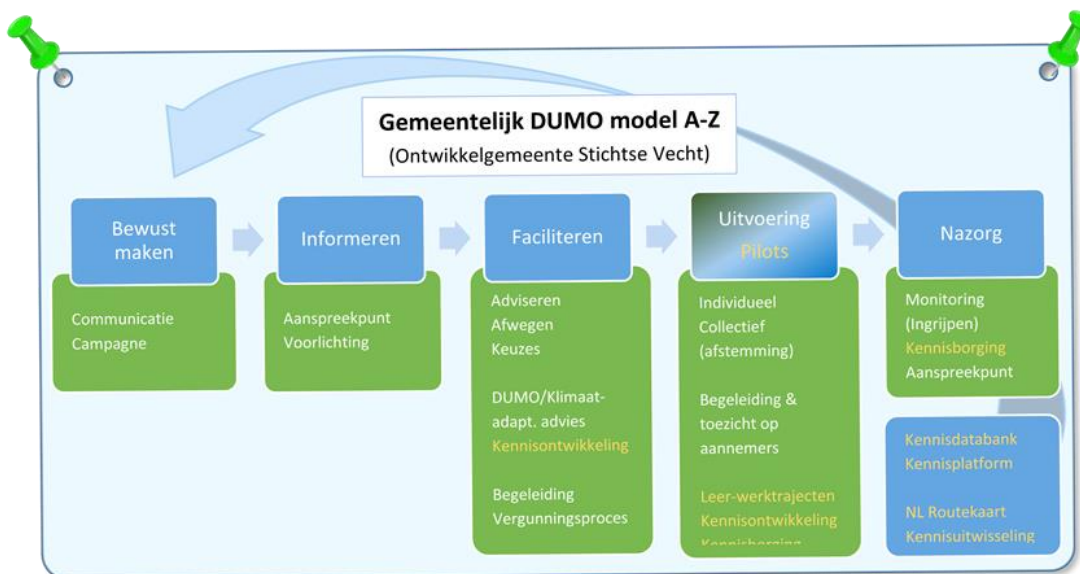 Gemeentelijk DUMO model A-Z
(Ontwikkelgemeente Stichtse Vecht)
Bewust
maken
Communicatie
Campagne
Informeren
Aanspreekpunt
Voorlichting
Faciliteren
Adviseren
Afwegen
Keuzes
DUMO/Klimaat-
adapt. advies
Kennisontwikkeling
Begeleiding
Vergunningsproces
Uitvoering
Pilots
Individueel
Collectief
(afstemming)
Begeleiding &
toezicht op
aannemers
Leer-werktrajecten
Kennisontwikkeling
Kennisborging
Nazorg
Monitoring
(Ingrijpen)
Kennisborging
Aanspreekpunt
Kennisdatabank
Kennisplatform
NL Routekaart
Kennisuitwisseling